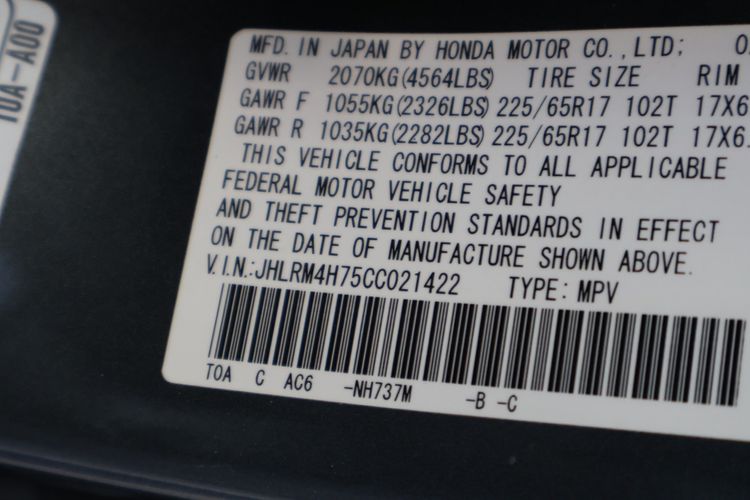 T0A-A00
MFD. IN JAPAN BY HONDA MOTOR CO.,LTD; 0
GVWR 2070KG(4564LBS) TIRE SIZE RIM
GAWR F 1055KG(2326LBS) 225/65R17 102T 17X6
GAWR R 1035KG(2282LBS) 225/65R17 102T 17X6.
THIS VEHICLE CONFORMS TO ALL APPLICABLE
FEDERAL MOTOR VEHICLE SAFETY
AND THEFT PREVENTION STANDARDS IN EFFECT
ON THE DATE OF MANUFACTURE SHOWN ABOVE.
V.I.N.:JHLRM4H75CC021422 TYPE: MPV
T0A C AC6 -NH737M -B -C